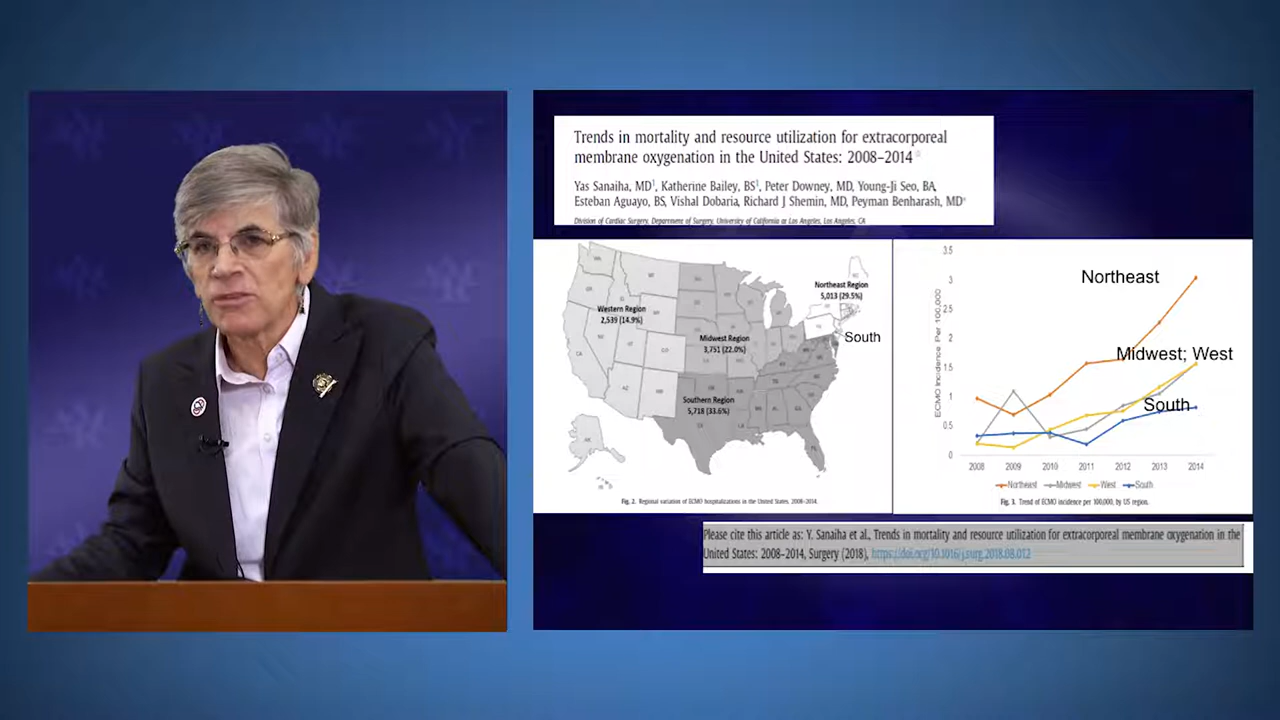 Trends in mortality and resource utilization for extracorporeal
membrane oxygenation in the United States: 2008–2014
Yas Sanaiha, MD¹, Katherine Bailey, BS¹, Peter Downey, MD, Young-Ji Seo, BA,
Esteban Aguayo, BS, Vishal Dobaria, Richard J Shemin, MD, Peyman Benharash, MD*
Division of Cardiac Surgery, Department of Surgery, University of California at Los Angeles, Los Angeles, CA
Northeast Region
5,013 (29.5%)
Western Region
2,539 (14.9%)
Midwest Region
3,751 (22.0%)
South
Southern Region
5,718 (33.6%)
AK
CA
AZ
CO
Fig. 2. Regional variation of ECMO hospitalizations in the United States, 2008–2014.
ECMO Incidence Per 100,000
3.5
3
2
1.5
1
0.5
0
Northeast
Midwest; West
South
2008 2009 2010 2011 2012 2013 2014
Northeast Midwest West South
Fig. 3. Trend of ECMO incidence per 100,000, by US region.
Please cite this article as: Y. Sanaiha et al., Trends in mortality and resource utilization for extracorporeal membrane oxygenation in the
United States: 2008–2014, Surgery (2018), https://doi.org/10.1016/j.surg.2018.08.012